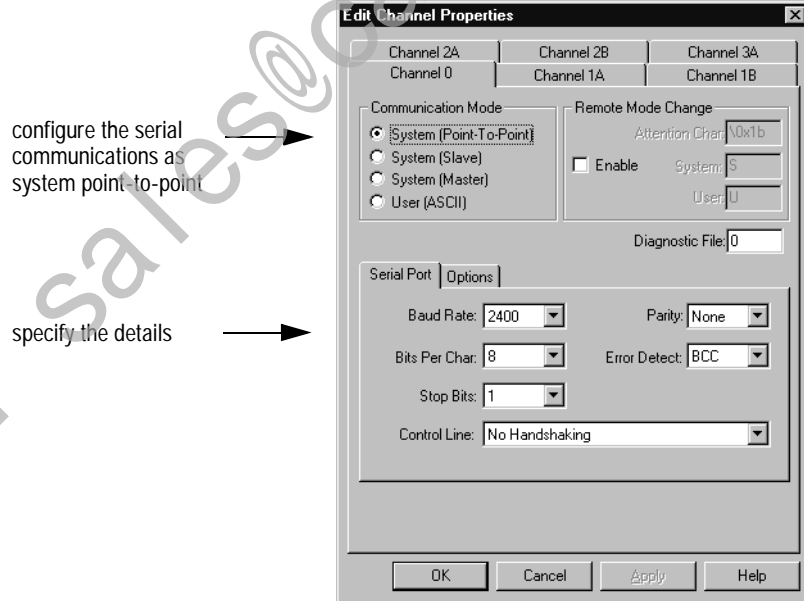 Edit Channel Properties
Channel 2A
Channel 2B
Channel 3A
Channel 0
Channel 1A
Channel 1B
configure the serial
communications as
system point-to-point
Communication Mode
System (Point-To-Point)
System (Slave)
System (Master)
User (ASCII)
Remote Mode Change
Attention Char: \0x1b
Enable
System: S
User: U
Diagnostic File: 0
Serial Port
Options
specify the details
Baud Rate: 2400
Parity: None
Bits Per Char: 8
Error Detect: BCC
Stop Bits: 1
Control Line: No Handshaking
OK
Cancel
Apply
Help
sales@co